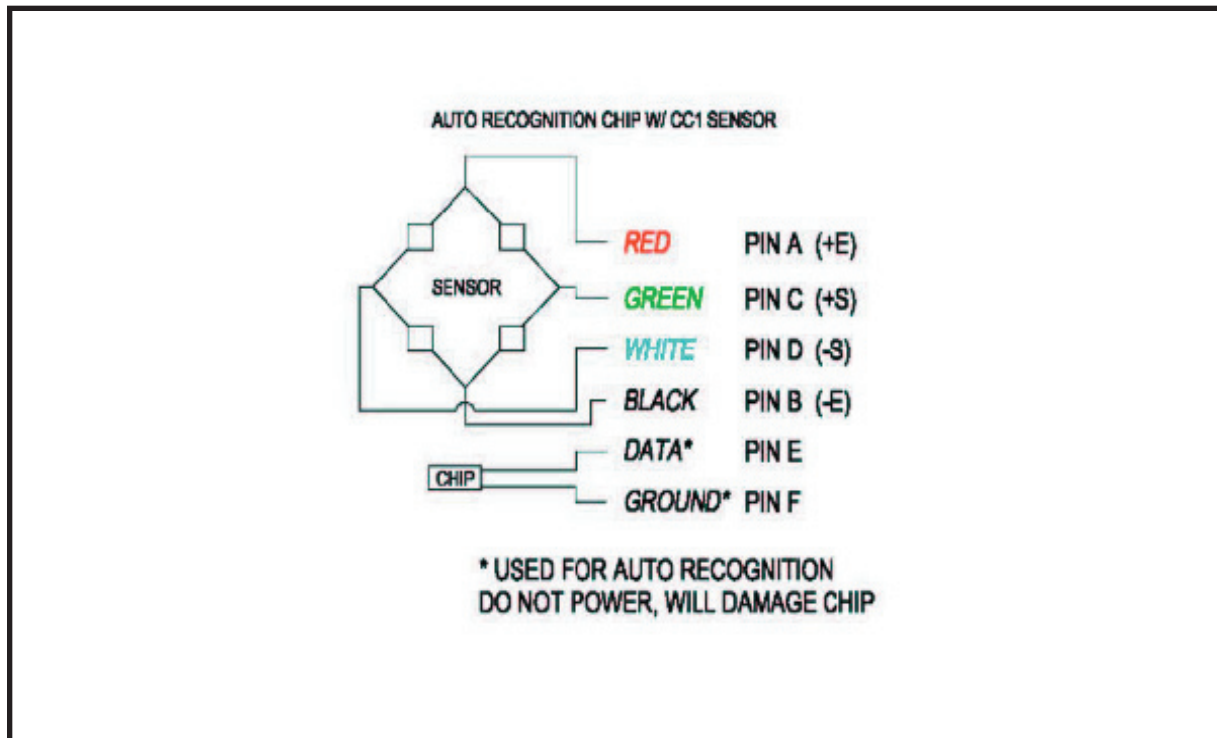 AUTO RECOGNITION CHIP W/ CC1 SENSOR
RED PIN A (+E)
SENSOR
GREEN PIN C (+S)
WHITE PIN D (-S)
BLACK PIN B (-E)
DATA* PIN E
CHIP
GROUND* PIN F
* USED FOR AUTO RECOGNITION
DO NOT POWER, WILL DAMAGE CHIP